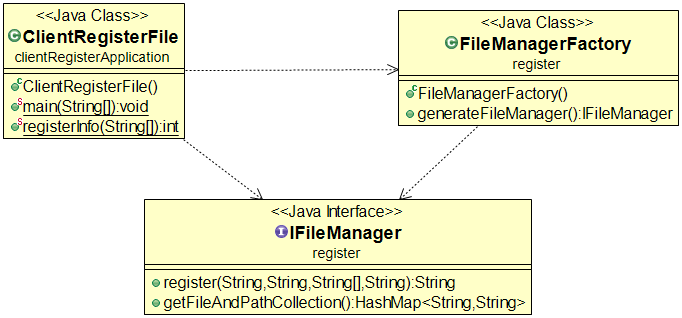 <<Java Class>>
ClientRegisterFile
clientRegisterApplication
ClientRegisterFile()
main(String[]):void
registerInfo(String[]):int
<<Java Class>>
FileManagerFactory
register
FileManagerFactory()
generateFileManager():IFileManager
<<Java Interface>>
IFileManager
register
register(String,String,String[],String):String
getFileAndPathCollection():HashMap<String,String>